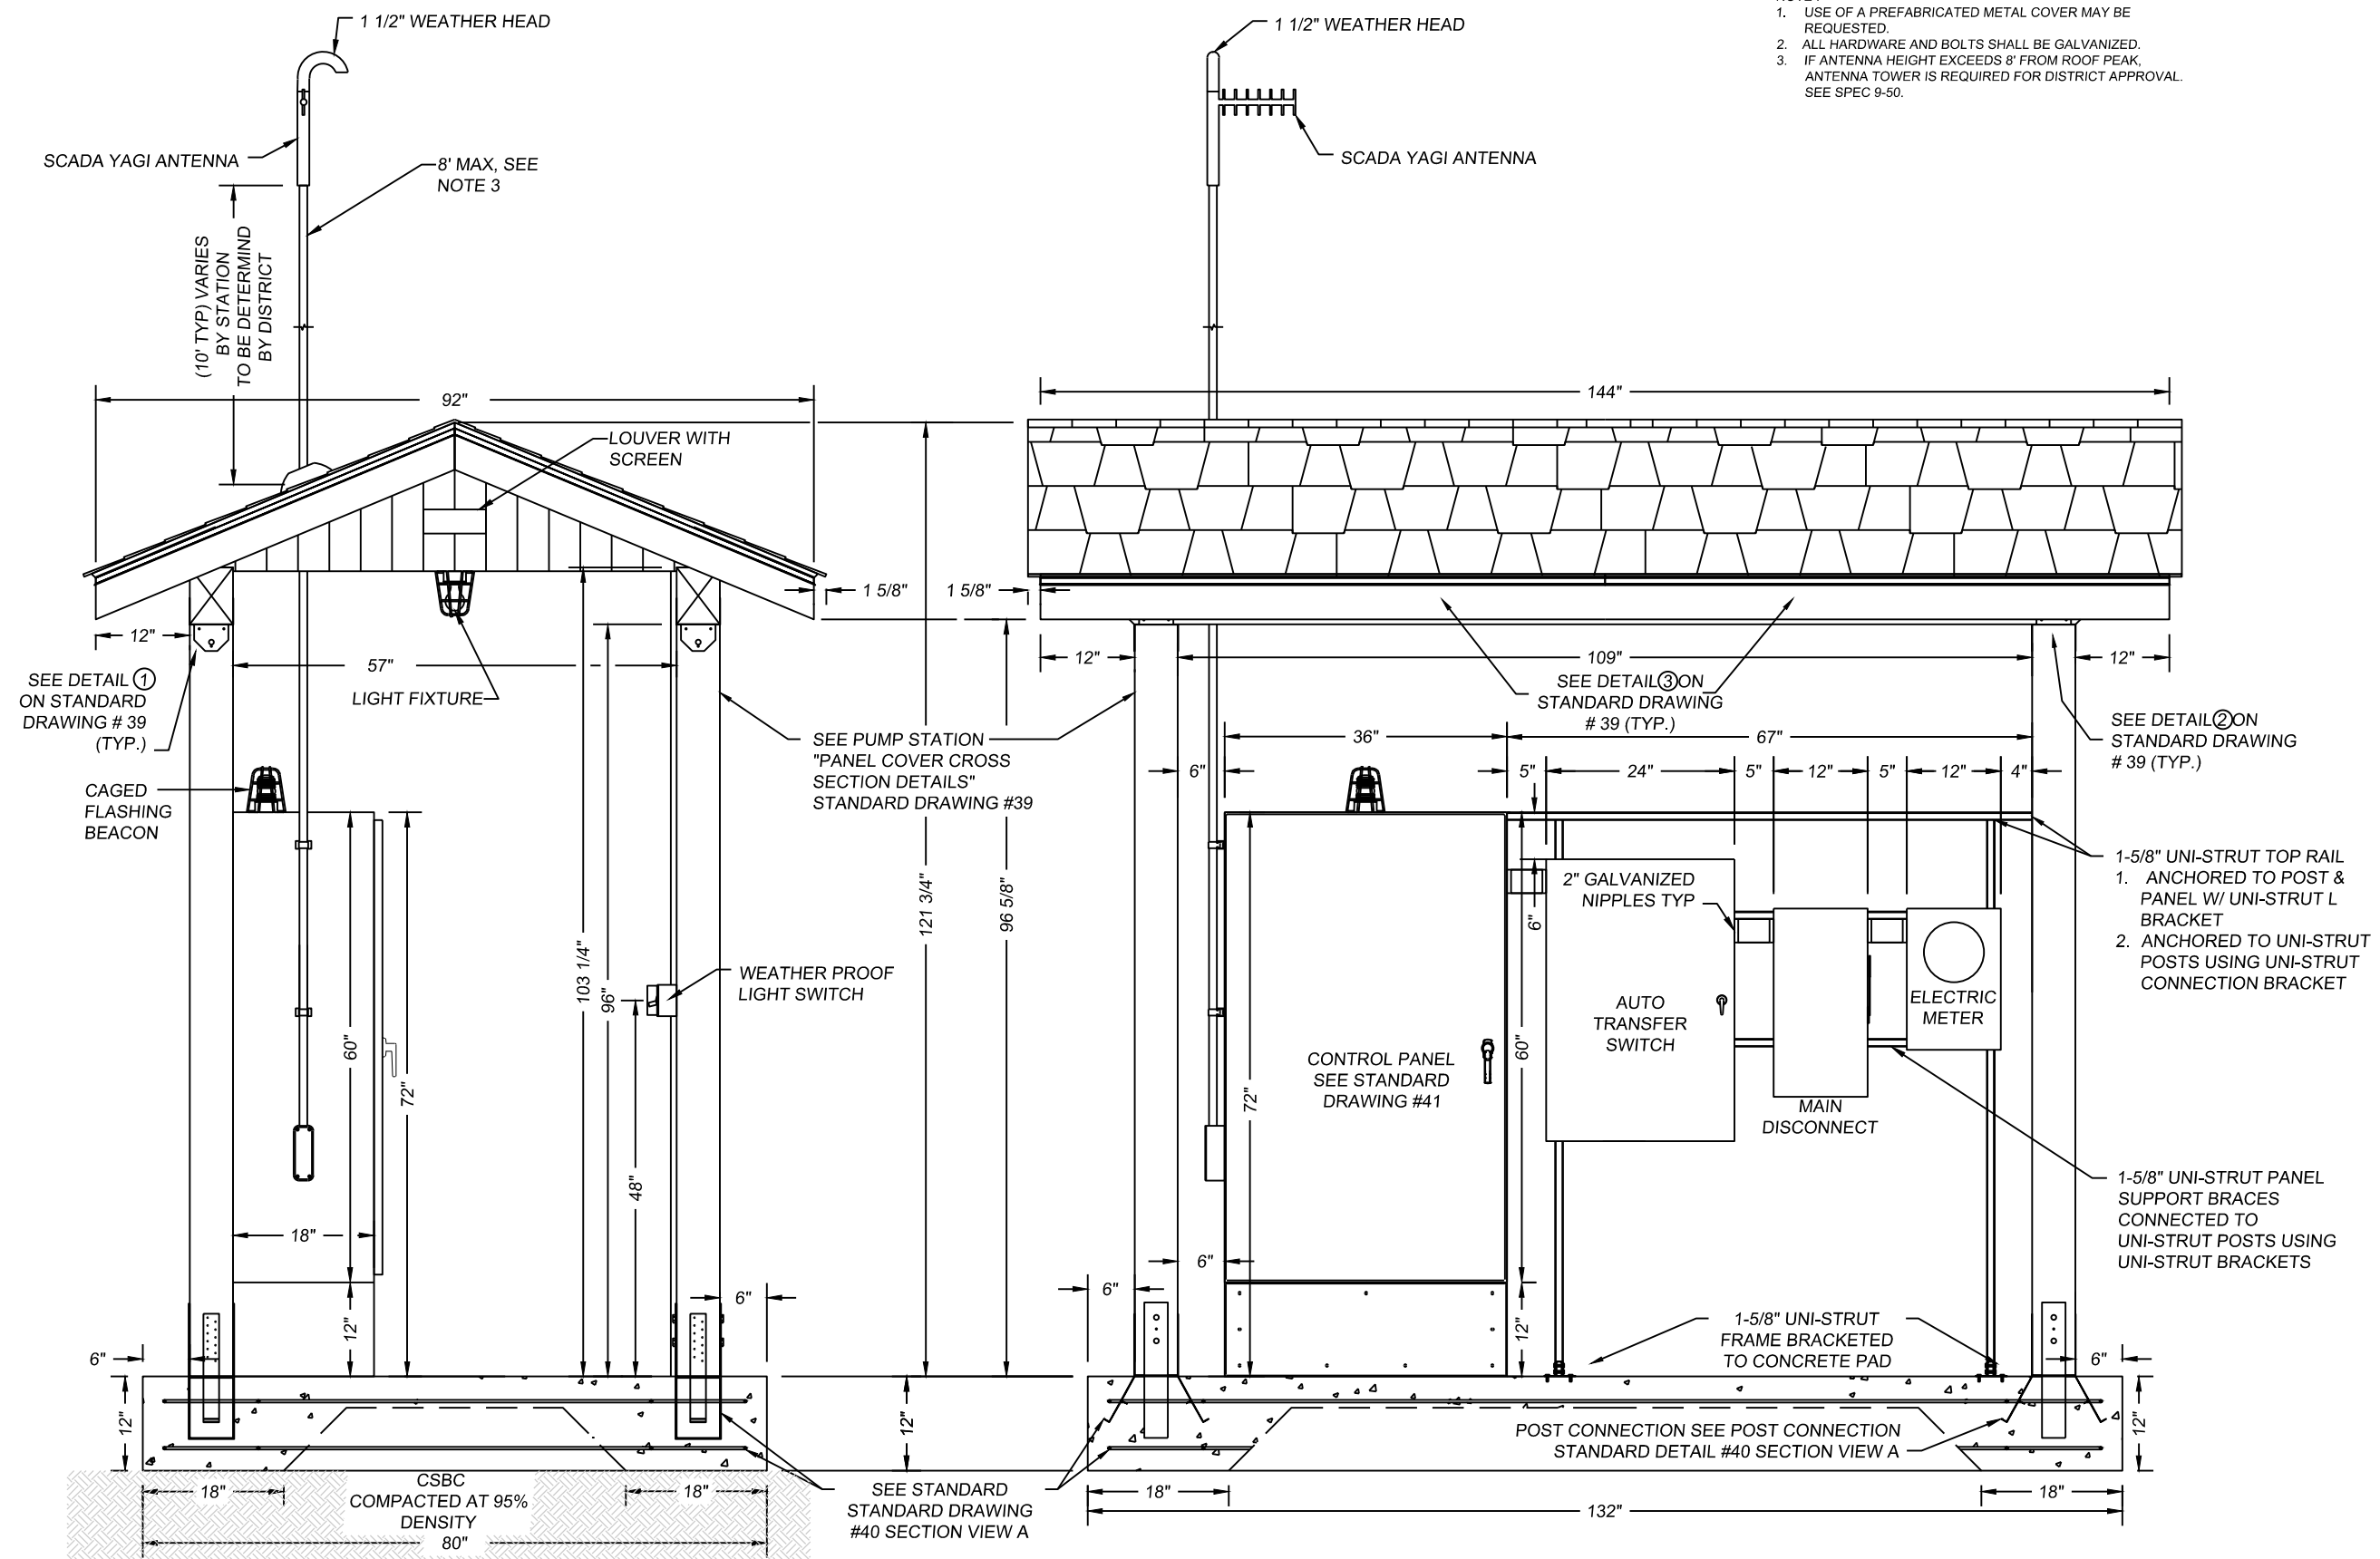 1 1/2" WEATHER HEAD
SCADA YAGI ANTENNA
8' MAX, SEE
NOTE 3
(10' TYP) VARIES
BY STATION
TO BE DETERMIND
BY DISTRICT
92"
LOUVER WITH
SCREEN
1 5/8"
12"
57"
LIGHT FIXTURE
SEE DETAIL 1
ON STANDARD
DRAWING # 39
(TYP.)
CAGED
FLASHING
BEACON
SEE PUMP STATION
"PANEL COVER CROSS
SECTION DETAILS"
STANDARD DRAWING #39
121 3/4"
96 5/8"
103 1/4"
96"
WEATHER PROOF
LIGHT SWITCH
48"
60"
72"
18"
12"
6"
6"
12"
12"
18"
CSBC
COMPACTED AT 95%
DENSITY
18"
80"
SEE STANDARD
STANDARD DRAWING
#40 SECTION VIEW A
1 1/2" WEATHER HEAD
SCADA YAGI ANTENNA
1. USE OF A PREFABRICATED METAL COVER MAY BE
REQUESTED.
2. ALL HARDWARE AND BOLTS SHALL BE GALVANIZED.
3. IF ANTENNA HEIGHT EXCEEDS 8' FROM ROOF PEAK,
ANTENNA TOWER IS REQUIRED FOR DISTRICT APPROVAL.
SEE SPEC 9-50.
144"
1 5/8"
12"
109"
12"
SEE DETAIL 3 ON
STANDARD DRAWING
# 39 (TYP.)
SEE DETAIL 2 ON
STANDARD DRAWING
# 39 (TYP.)
36"
67"
6"
5"
24"
5"
12"
5"
12"
4"
2" GALVANIZED
NIPPLES TYP
6"
1-5/8" UNI-STRUT TOP RAIL
1. ANCHORED TO POST &
PANEL W/ UNI-STRUT L
BRACKET
2. ANCHORED TO UNI-STRUT
POSTS USING UNI-STRUT
CONNECTION BRACKET
ELECTRIC
METER
AUTO
TRANSFER
SWITCH
CONTROL PANEL
SEE STANDARD
DRAWING #41
60"
72"
MAIN
DISCONNECT
1-5/8" UNI-STRUT PANEL
SUPPORT BRACES
CONNECTED TO
UNI-STRUT POSTS USING
UNI-STRUT BRACKETS
6"
6"
12"
1-5/8" UNI-STRUT
FRAME BRACKETED
TO CONCRETE PAD
6"
POST CONNECTION SEE POST CONNECTION
STANDARD DETAIL #40 SECTION VIEW A
12"
18"
18"
132"